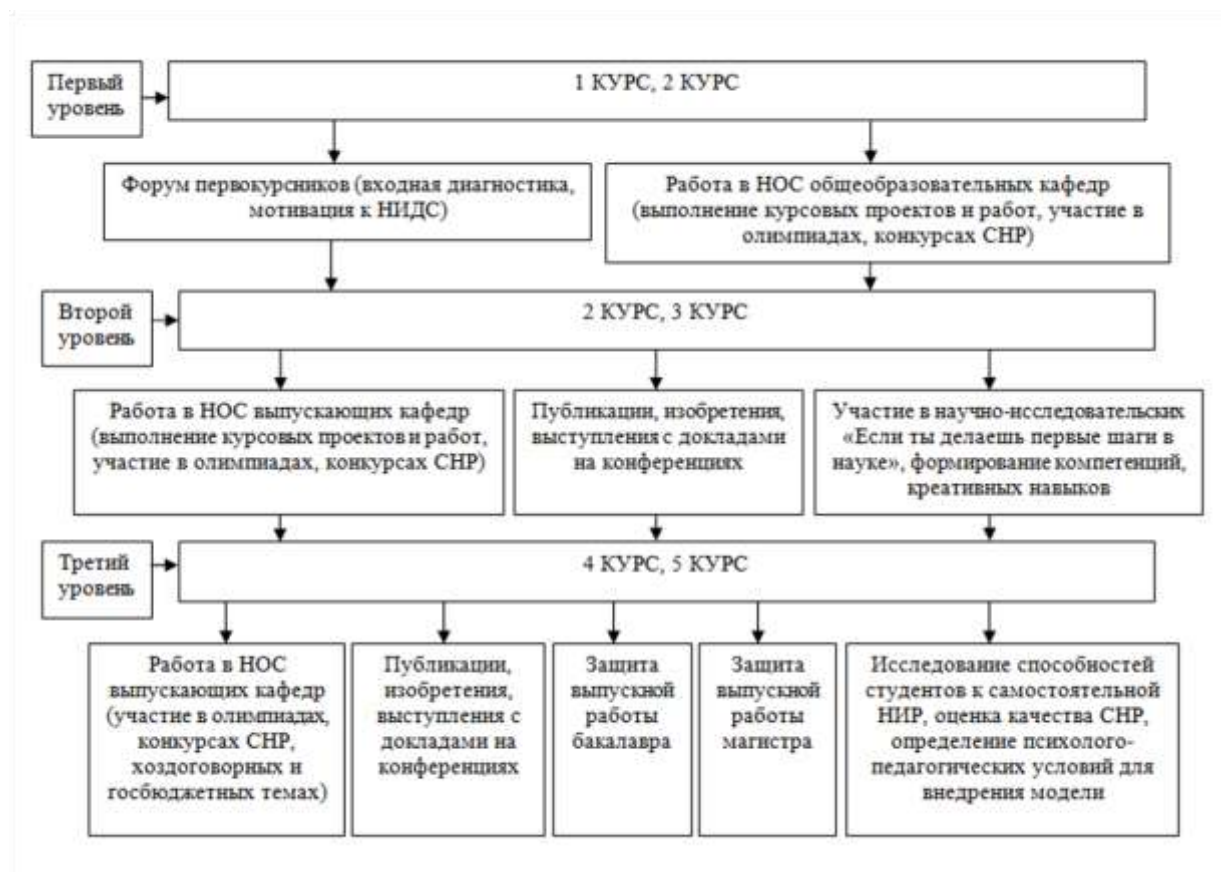 Первый
уровень
1 КУРС, 2 КУРС
Форум первокурсников (входная диагностика,
мотивация к НИДС)
Работа в НОС общеобразовательных кафедр
(выполнение курсовых проектов и работ, участие в
олимпиадах, конкурсах СНР)
Второй
уровень
2 КУРС, 3 КУРС
Работа в НОС выпускающих кафедр
(выполнение курсовых проектов и работ,
участие в олимпиадах, конкурсах СНР)
Публикации, изобретения,
выступления с докладами
на конференциях
Участие в научно-исследовательских
«Если ты делаешь первые шаги в
науке», формирование компетенций,
креативных навыков
Третий
уровень
4 КУРС, 5 КУРС
Работа в НОС
выпускающих кафедр
(участие в олимпиадах,
конкурсах СНР,
хоздоговорных и
госбюджетных темах)
Публикации,
изобретения,
выступления с
докладами на
конференциях
Защита
выпускной
работы
бакалавра
Защита
выпускной
работы
магистра
Исследование способностей
студентов к самостоятельной
НИР, оценка качества СНР,
определение психолого-
педагогических условий для
внедрения модели